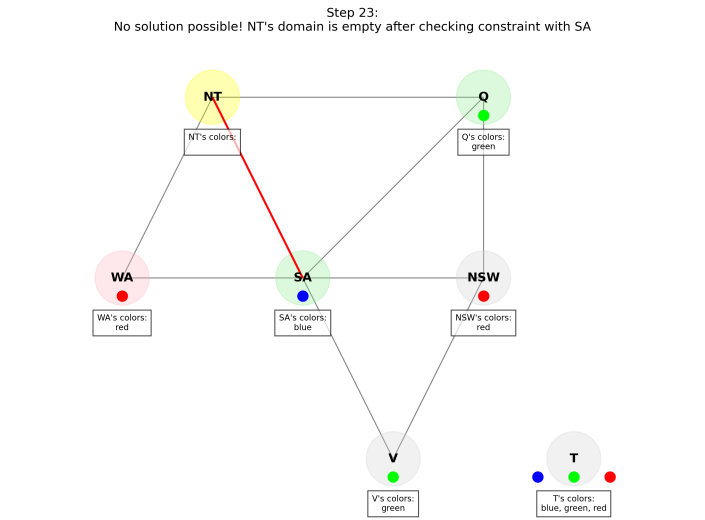 Step 23:
No solution possible! NT's domain is empty after checking constraint with SA
NT
Q
NT's colors:
Q's colors:
green
WA
SA
NSW
WA's colors:
red
SA's colors:
blue
NSW's colors:
red
V
T
V's colors:
green
T's colors:
blue, green, red